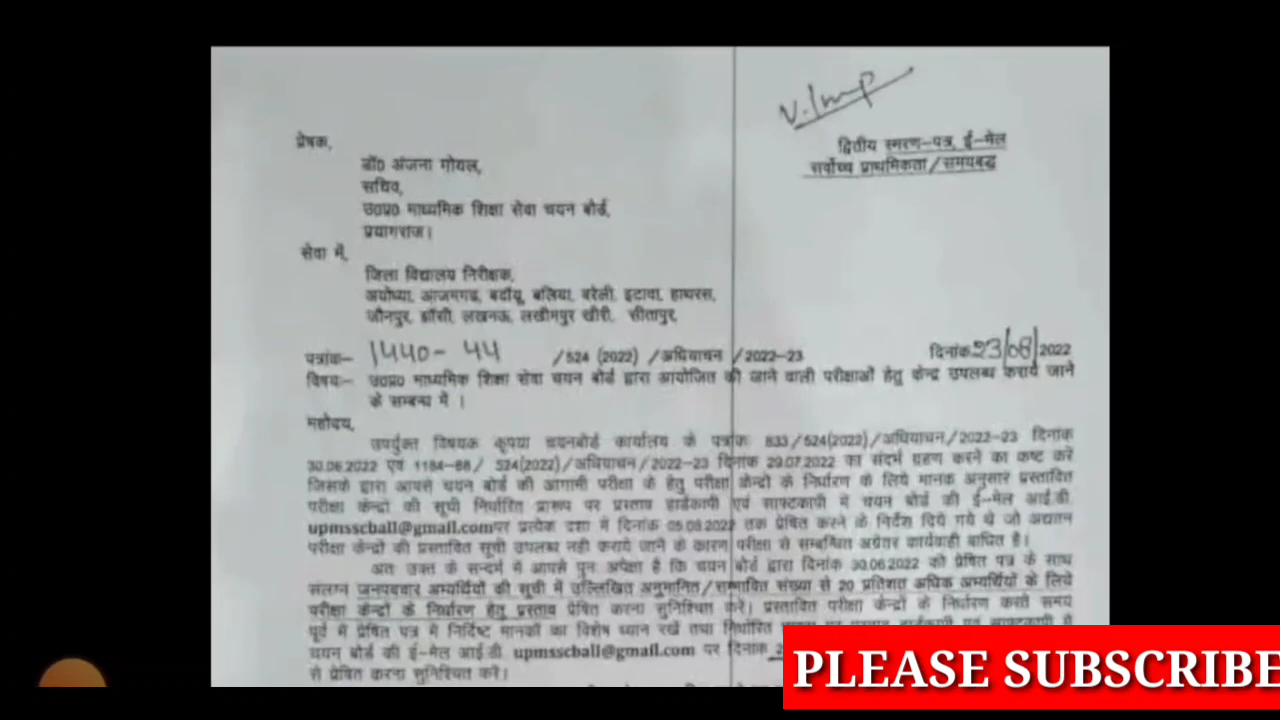 V. Imp
द्वितीय स्मरण-पत्र, ई-मेल
सर्वोच्च प्राथमिकता/समयबद्ध
प्रेषक,
डॉ0 अंजना गोयल,
सचिव,
उ0प्र0 माध्यमिक शिक्षा सेवा चयन बोर्ड,
प्रयागराज।
सेवा में,
जिला विद्यालय निरीक्षक,
अयोध्या, आजमगढ, बदाँयू, बलिया, बरेली, इटावा, हाथरस,
जौनपुर, झाँसी, लखनऊ, लखीमपुर खीरी, सीतापुर,
पत्रांक- 1440-44 /524 (2022) /अधियाचन /2022-23 दिनांक 23/08/2022
विषय:- उ0प्र0 माध्यमिक शिक्षा सेवा चयन बोर्ड द्वारा आयोजित की जाने वाली परीक्षाओं हेतु केन्द्र उपलब्ध कराये जाने
के सम्बन्ध में ।
महोदय,
उपर्युक्त विषयक कृपया चयनबोर्ड कार्यालय के पत्रांक 833/524(2022)/अधियाचन/2022-23 दिनांक
30.06.2022 एवं 1184-88/ 524(2022)/अधियाचन/2022-23 दिनांक 29.07.2022 का संदर्भ ग्रहण करने का कष्ट करें
जिसके द्वारा आपसे चयन बोर्ड की आगामी परीक्षा के हेतु परीक्षा केन्द्रों के निर्धारण के लिये मानक अनुसार प्रस्तावित
परीक्षा केन्द्रों की सूची निर्धारित प्रारूप पर प्रस्ताव हार्डकापी एवं साफ्टकापी में चयन बोर्ड की ई-मेल आई.डी.
upmsscball@gmail.comपर प्रत्येक दशा में दिनांक 05.08.2022 तक प्रेषित करने के निर्देश दिये गये थे जो अद्यतन
परीक्षा केन्द्रों की प्रस्तावित सूची उपलब्ध नही कराये जाने के कारण परीक्षा से सम्बन्धित अग्रेतर कार्यवाही बाधित है।
अतः उक्त के सन्दर्भ में आपसे पुनः अपेक्षा है कि चयन बोर्ड द्वारा दिनांक 30.06.2022 को प्रेषित पत्र के साथ
संलग्न जनपदवार अभ्यर्थियों की सूची में उल्लिखित अनुमानित/सम्भावित संख्या से 20 प्रतिशत अधिक अभ्यर्थियों के लिये
परीक्षा केन्द्रों के निर्धारण हेतु प्रस्ताव प्रेषित करना सुनिश्चित करें। प्रस्तावित परीक्षा केन्द्रों के निर्धारण करते समय
पूर्व में प्रेषित पत्र में निर्दिष्ट मानकों का विशेष ध्यान रखें तथा निर्धारित
चयन बोर्ड की ई-मेल आई.डी. upmsscball@gmail.com पर दिनांक
से प्रेषित करना सुनिश्चित करें।
PLEASE SUBSCRIBE